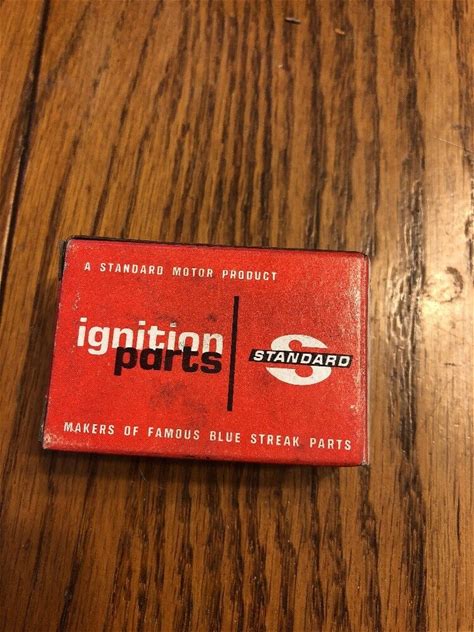 A STANDARD MOTOR PRODUCT
ignition
parts
STANDARD
MAKERS OF FAMOUS BLUE STREAK PARTS